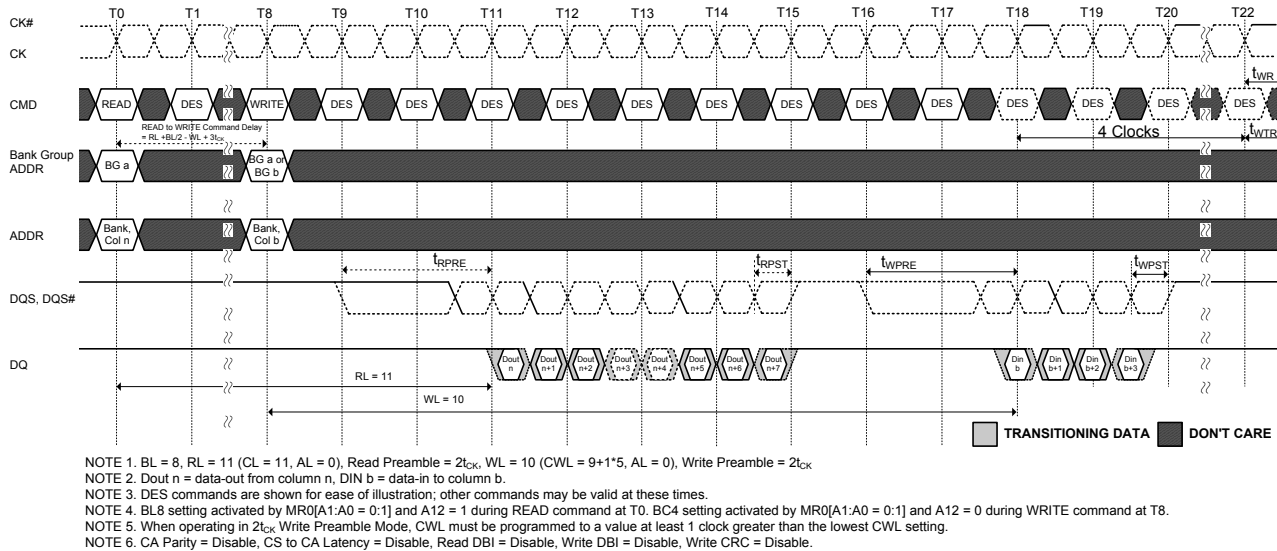 T0 T1 T8 T9 T10 T11 T12 T13 T14 T15 T16 T17 T18 T19 T20 T22
CK#
CK
tWR
CMD READ DES WRITE DES DES DES DES DES DES DES DES DES DES DES DES DES
READ to WRITE Command Delay
= RL +BL/2 - WL + 3tCK
4 Clocks
tWTR
Bank Group
ADDR
BG a
BG a or
BG b
ADDR
Bank,
Col n
Bank,
Col b
tRPRE tRPST tWPRE tWPST
DQS, DQS#
DQ
Dout
n
Dout
n+1
Dout
n+2
Dout
n+3
Dout
n+4
Dout
n+5
Dout
n+6
Dout
n+7
Din
b
Din
b+1
Din
b+2
Din
b+3
RL = 11
WL = 10
TRANSITIONING DATA DON'T CARE
NOTE 1. BL = 8, RL = 11 (CL = 11, AL = 0), Read Preamble = 2tCK, WL = 10 (CWL = 9+1*5, AL = 0), Write Preamble = 2tCK
NOTE 2. Dout n = data-out from column n, DIN b = data-in to column b.
NOTE 3. DES commands are shown for ease of illustration; other commands may be valid at these times.
NOTE 4. BL8 setting activated by MR0[A1:A0 = 0:1] and A12 = 1 during READ command at T0. BC4 setting activated by MR0[A1:A0 = 0:1] and A12 = 0 during WRITE command at T8.
NOTE 5. When operating in 2tCK Write Preamble Mode, CWL must be programmed to a value at least 1 clock greater than the lowest CWL setting.
NOTE 6. CA Parity = Disable, CS to CA Latency = Disable, Read DBI = Disable, Write DBI = Disable, Write CRC = Disable.